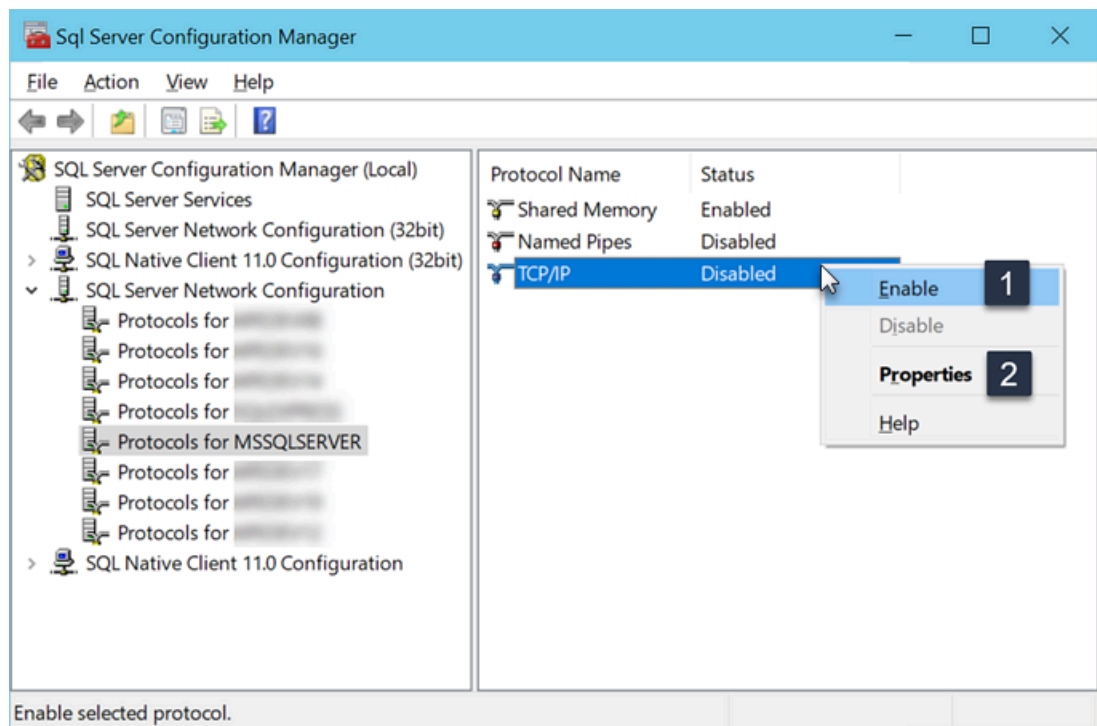 Sql Server Configuration Manager
File Action View Help
SQL Server Configuration Manager (Local)
SQL Server Services
SQL Server Network Configuration (32bit)
SQL Native Client 11.0 Configuration (32bit)
SQL Server Network Configuration
Protocols for
Protocols for
Protocols for
Protocols for
Protocols for MSSQLSERVER
Protocols for
Protocols for
Protocols for
SQL Native Client 11.0 Configuration
Protocol Name Status
Shared Memory Enabled
Named Pipes Disabled
TCP/IP Disabled
Enable 1
Disable
Properties 2
Help
Enable selected protocol.